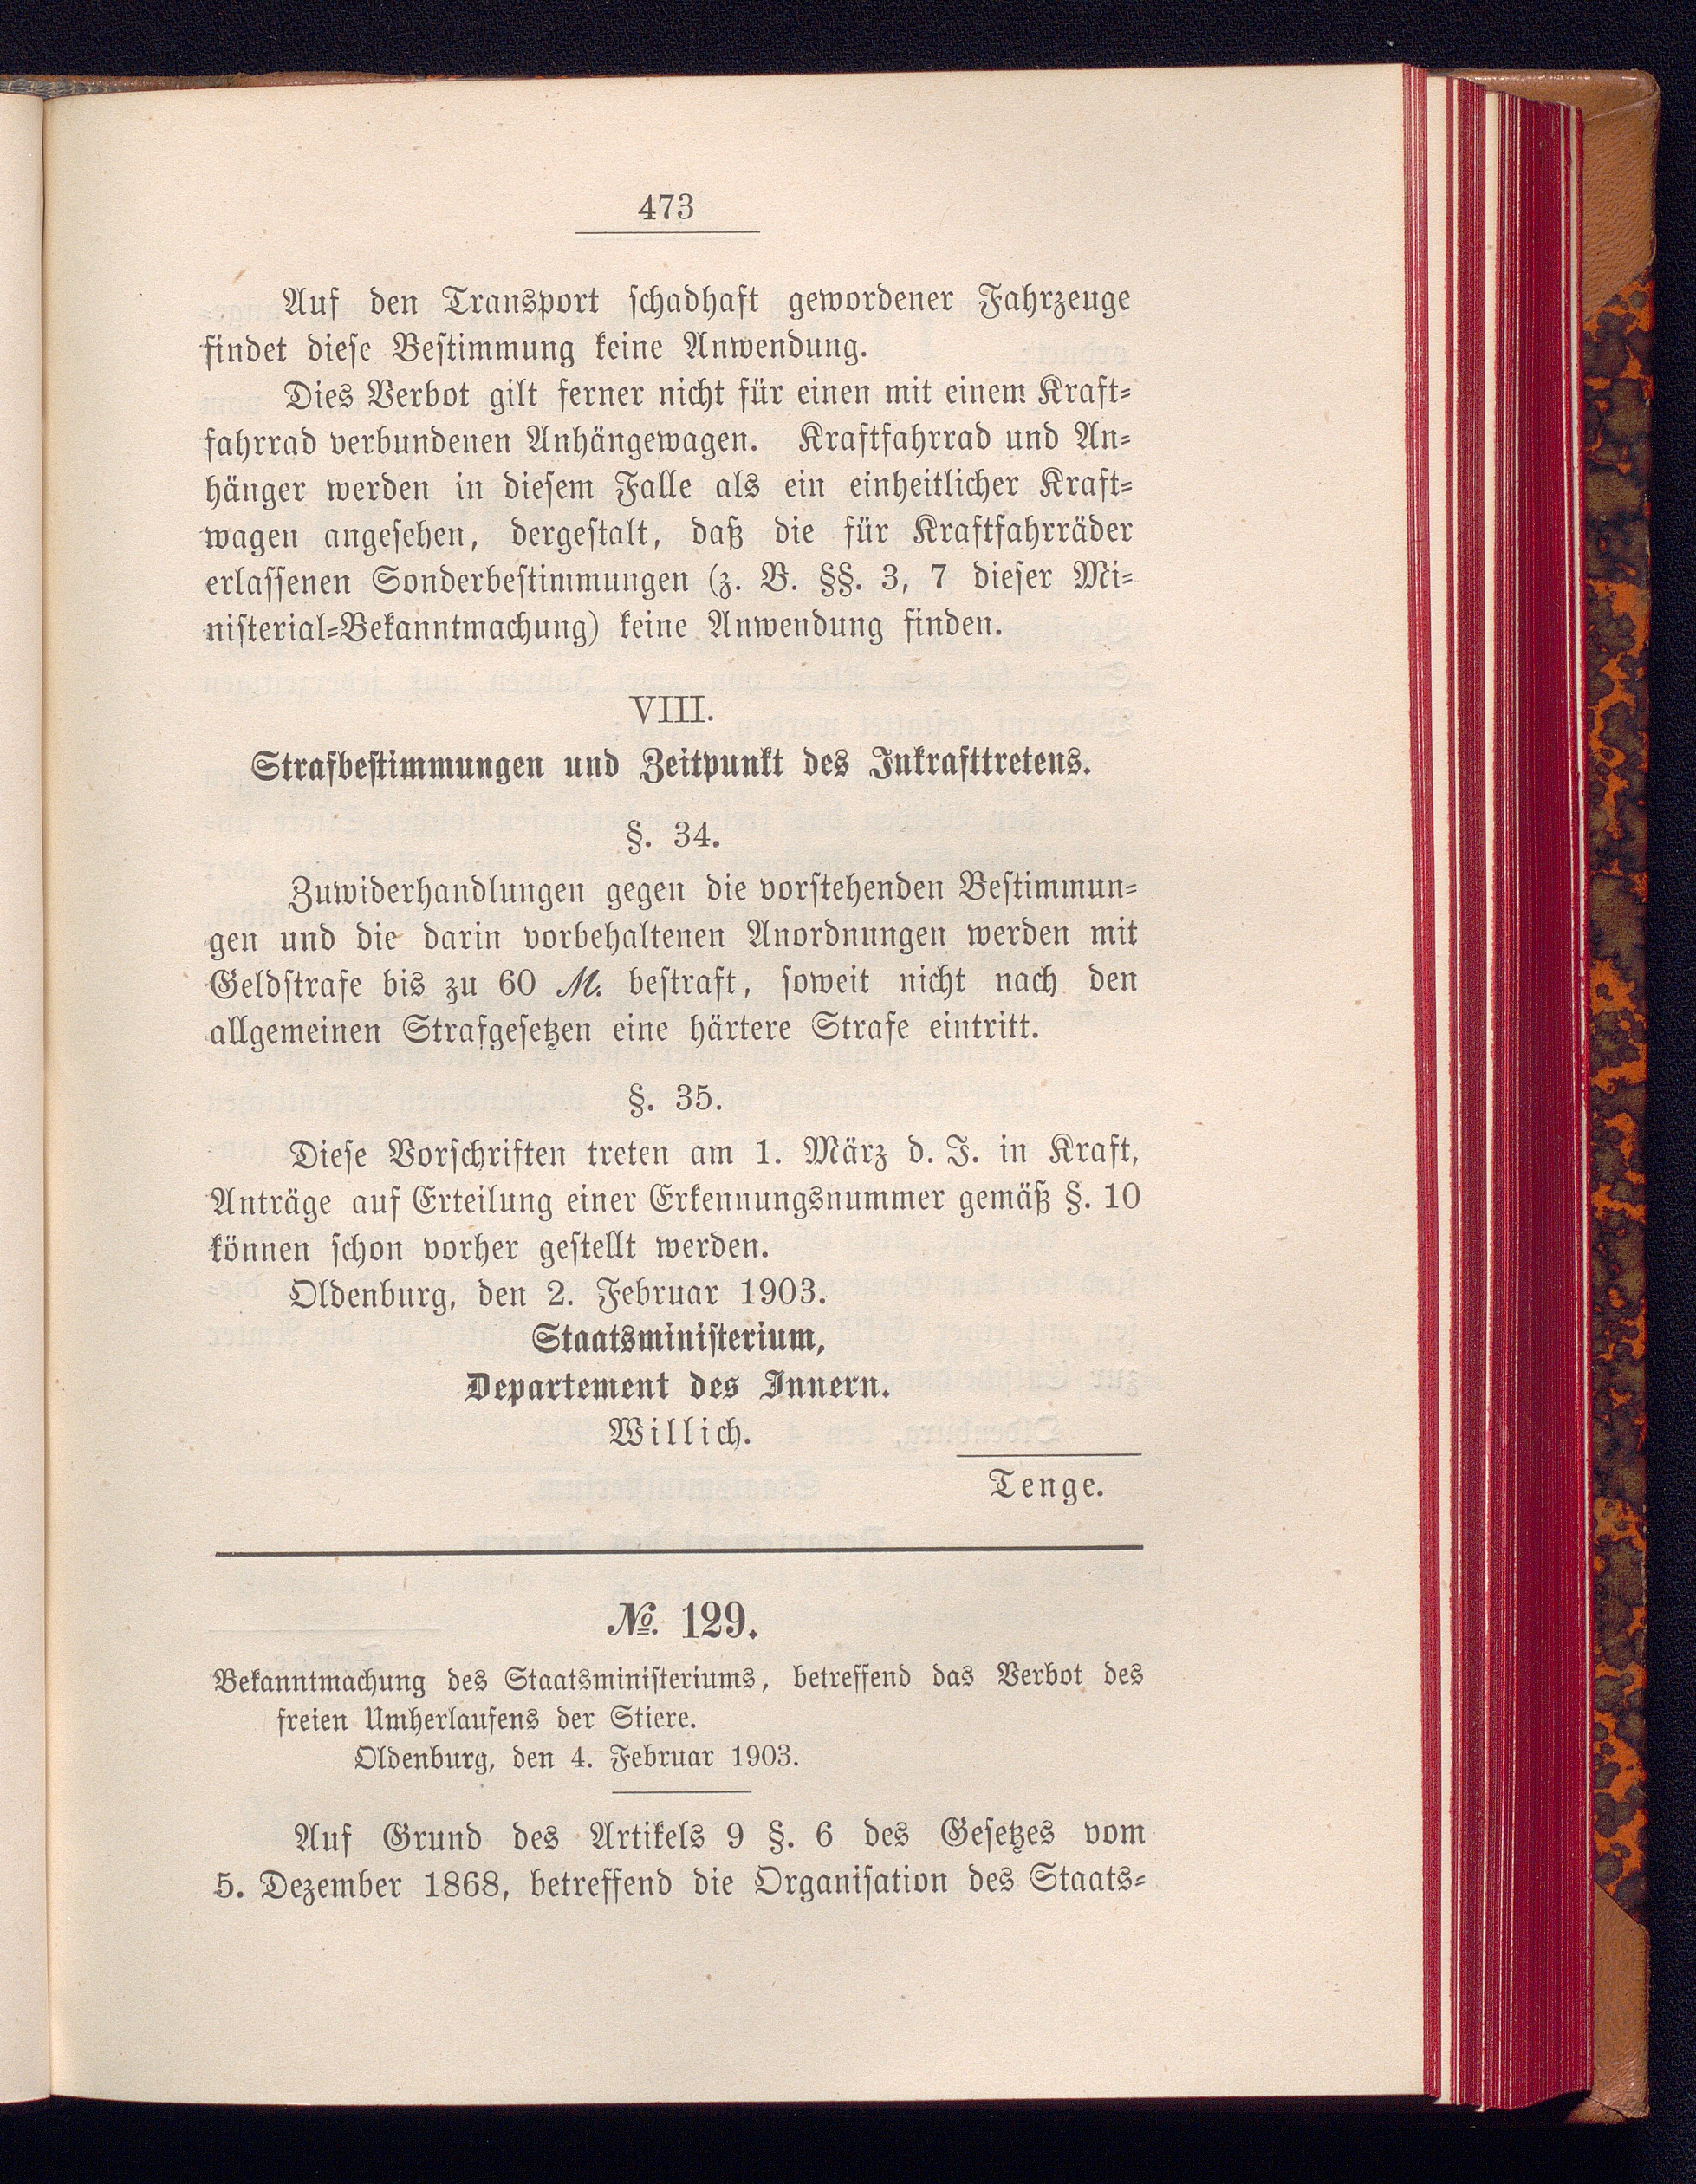 473
Auf den Transport schadhaft gewordener Fahrzeuge
findet diese Bestimmung keine Anwendung.
Dies Verbot gilt ferner nicht für einen mit einem Kraft-
fahrrad verbundenen Anhängewagen. Kraftfahrrad und An-
hänger werden in diesem Falle als ein einheitlicher Kraft-
wagen angesehen, dergestalt, daß die für Kraftfahrräder
erlassenen Sonderbestimmungen (z. B. §§. 3, 7 dieser Mi-
nisterial-Bekanntmachung) keine Anwendung finden.
VIII.
Strafbestimmungen und Zeitpunkt des Inkrafttretens.
§. 34.
Zuwiderhandlungen gegen die vorstehenden Bestimmun-
gen und die darin vorbehaltenen Anordnungen werden mit
Geldstrafe bis zu 60 M. bestraft, soweit nicht nach den
allgemeinen Strafgesetzen eine härtere Strafe eintritt.
§. 35.
Diese Vorschriften treten am 1. März d. J. in Kraft,
Anträge auf Erteilung einer Erkennungsnummer gemäß §. 10
können schon vorher gestellt werden.
Oldenburg, den 2. Februar 1903.
Staatsministerium,
Departement des Innern.
Willich.
Tenge.
№. 129.
Bekanntmachung des Staatsministeriums, betreffend das Verbot des
freien Umherlaufens der Stiere.
Oldenburg, den 4. Februar 1903.
Auf Grund des Artikels 9 §. 6 des Gesetzes vom
5. Dezember 1868, betreffend die Organisation des Staats-